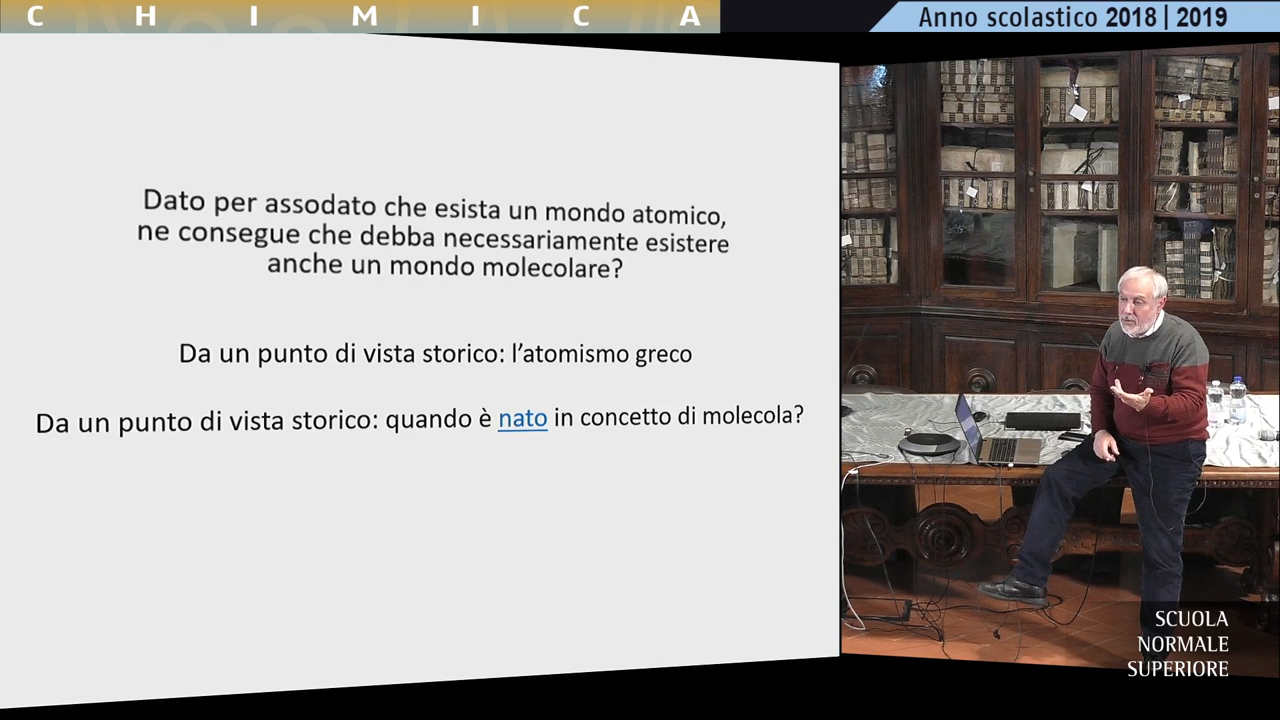 CHIMICA
Anno scolastico 2018 | 2019
Dato per assodato che esista un mondo atomico,
ne consegue che debba necessariamente esistere
anche un mondo molecolare?
Da un punto di vista storico: l'atomismo greco
Da un punto di vista storico: quando è nato in concetto di molecola?
SCUOLA
NORMALE
SUPERIORE